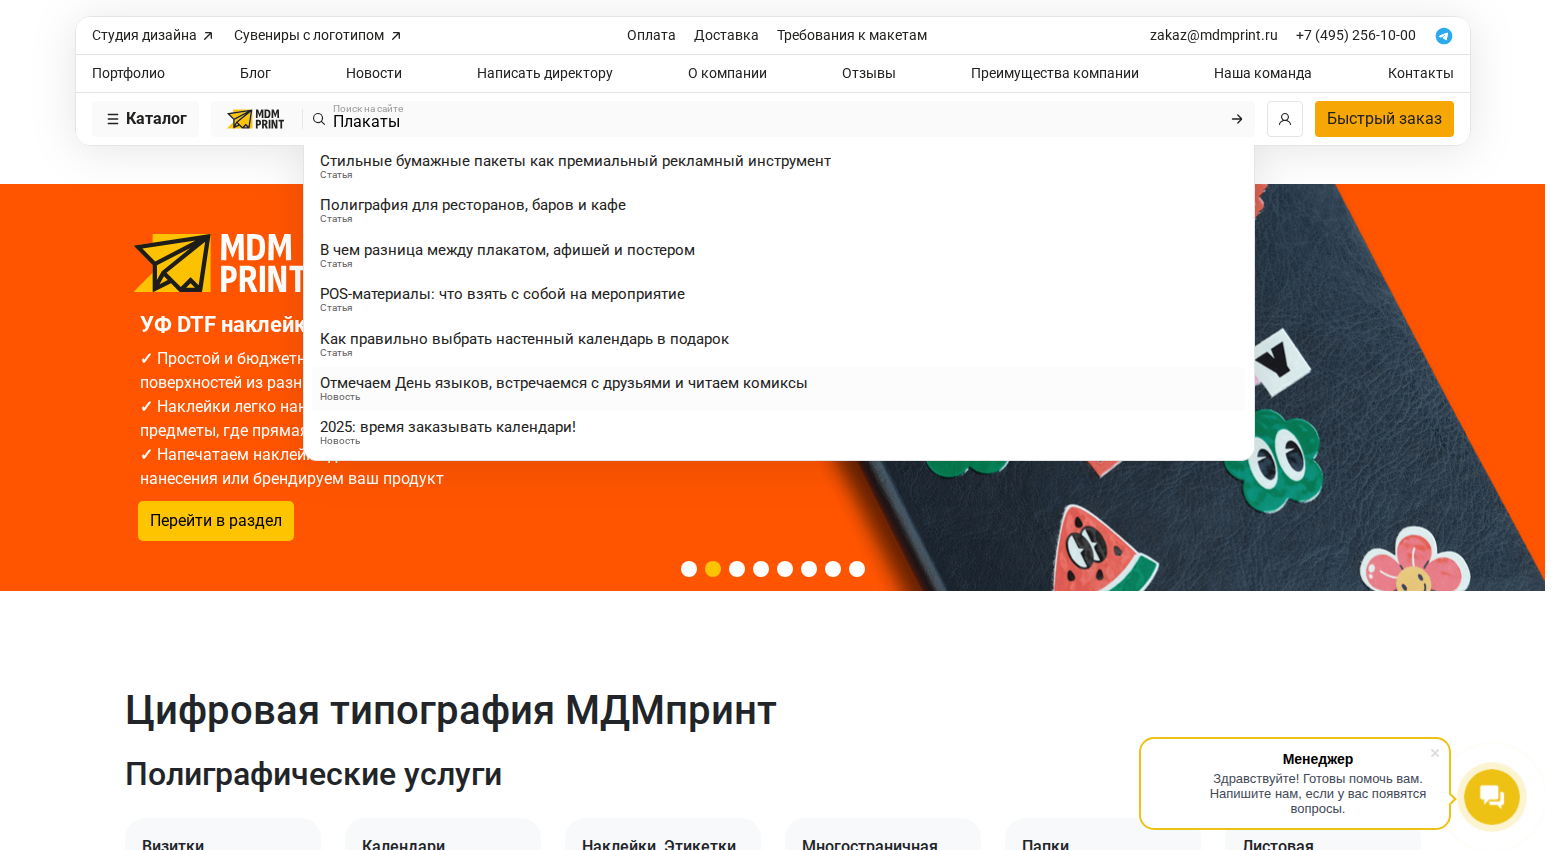 Студия дизайна
Сувениры с логотипом
Оплата
Доставка
Требования к макетам
zakaz@mdmprint.ru
+7 (495) 256-10-00
Портфолио
Блог
Новости
Написать директору
О компании
Отзывы
Преимущества компании
Наша команда
Контакты
Каталог
MDM
PRINT
Поиск на сайте
Плакаты
Быстрый заказ
Стильные бумажные пакеты как премиальный рекламный инструмент
Статья
Полиграфия для ресторанов, баров и кафе
Статья
В чем разница между плакатом, афишей и постером
Статья
POS-материалы: что взять с собой на мероприятие
Статья
Как правильно выбрать настенный календарь в подарок
Статья
Отмечаем День языков, встречаемся с друзьями и читаем комиксы
Новость
2025: время заказывать календари!
Новость
MDM
PRINT
УФ DTF наклейк
✓ Простой и бюджетн
поверхностей из разн
✓ Наклейки легко нан
предметы, где прямая
✓ Напечатаем наклей
нанесения или брендируем ваш продукт
Перейти в раздел
Y
Цифровая типография МДМпринт
Полиграфические услуги
Менеджер
Здравствуйте! Готовы помочь вам.
Напишите нам, если у вас появятся
вопросы.
Визитки
Календари
Наклейки, Этикетки
Многостраничная
Папки
Листовая